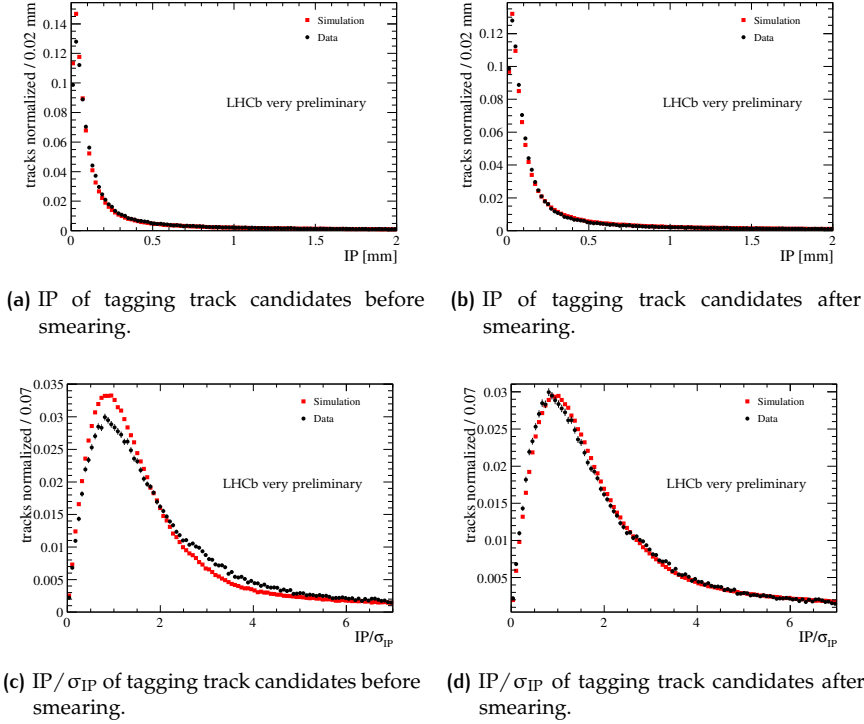 tracks normalized / 0.02 mm
0.14
0.12
0.1
0.08
0.06
0.04
0.02
0
Simulation
Data
LHCb very preliminary
0 0.5 1 1.5 2
IP [mm]
(a) IP of tagging track candidates before
smearing.
tracks normalized / 0.02 mm
0.14
0.12
0.1
0.08
0.06
0.04
0.02
0
Simulation
Data
LHCb very preliminary
0 0.5 1 1.5 2
IP [mm]
(b) IP of tagging track candidates after
smearing.
tracks normalized / 0.07
0.035
0.03
0.025
0.02
0.015
0.01
0.005
0
Simulation
Data
LHCb very preliminary
0 2 4 6
IP/σIP
(c) IP/σIP of tagging track candidates before
smearing.
tracks normalized / 0.07
0.03
0.025
0.02
0.015
0.01
0.005
Simulation
Data
LHCb very preliminary
0 2 4 6
IP/σIP
(d) IP/σIP of tagging track candidates after
smearing.